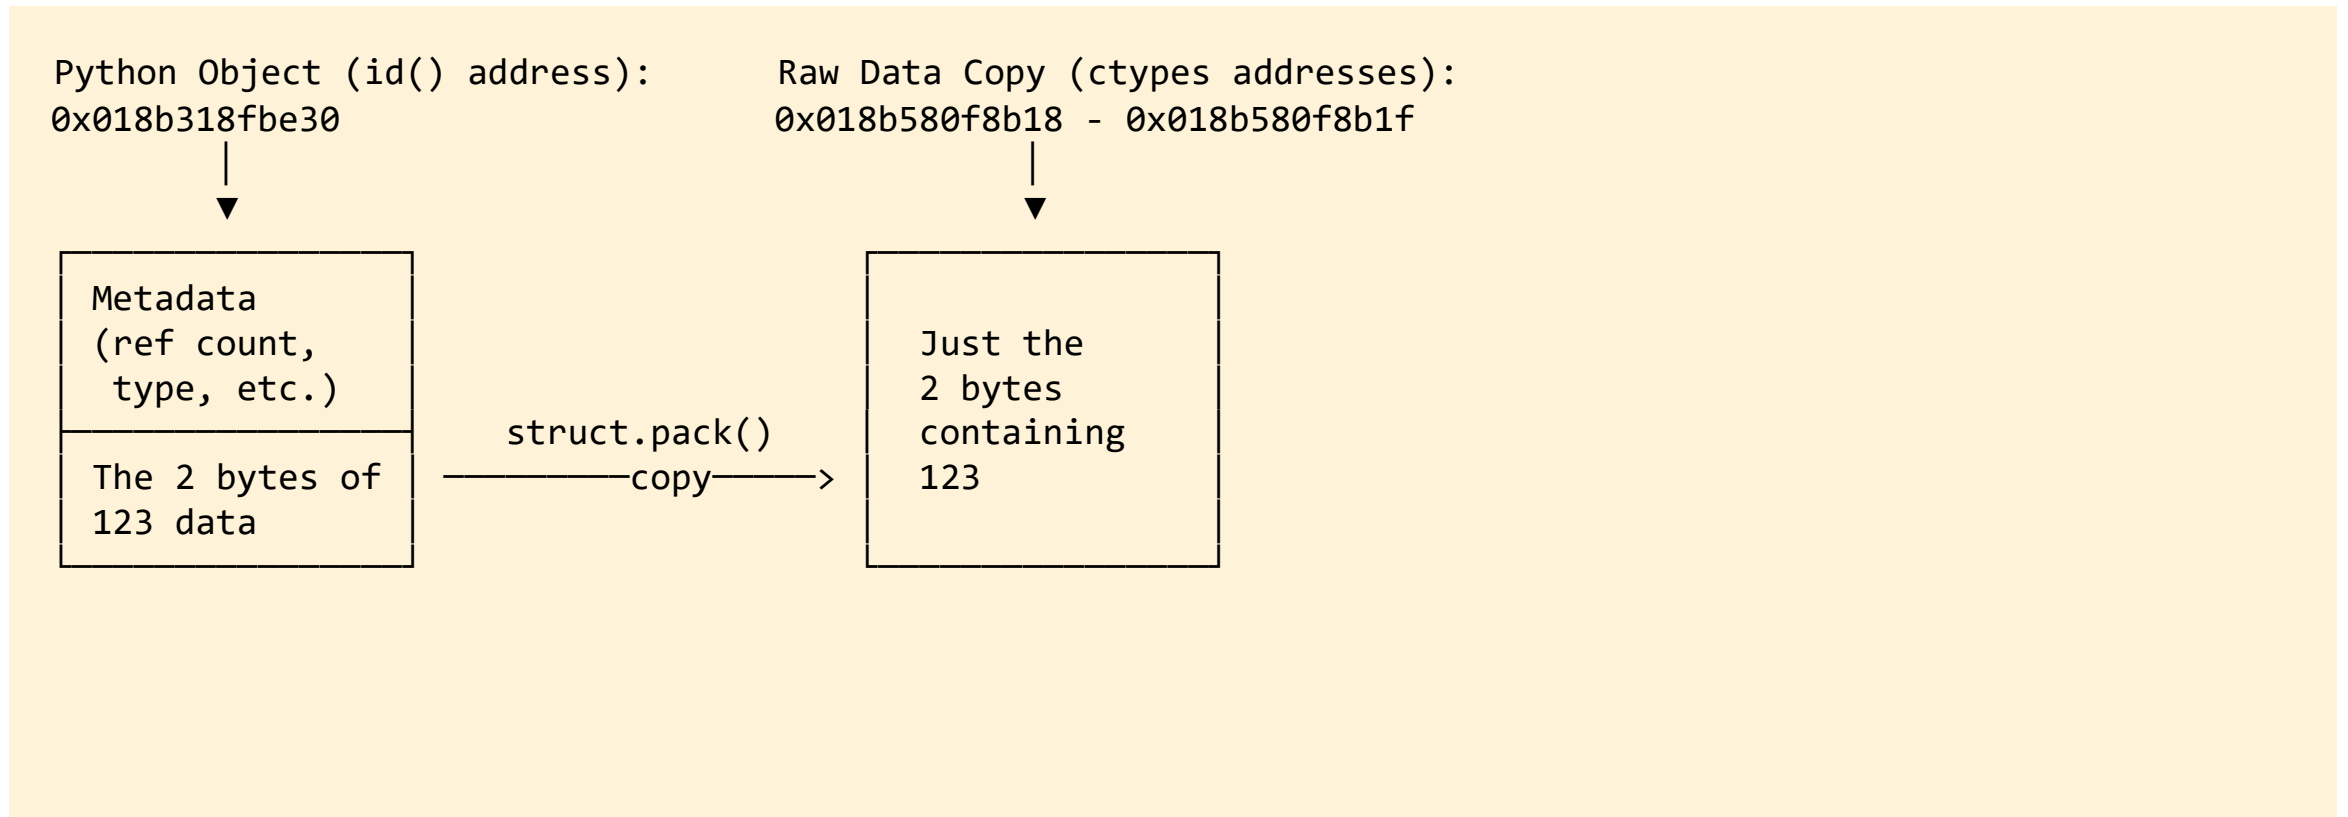 Python Object (id() address):      Raw Data Copy (ctypes addresses):
0x018b318fbe30                     0x018b580f8b18 - 0x018b580f8b1f
Metadata
(ref count,                        Just the
type, etc.)                        2 bytes
struct.pack()                      containing
The 2 bytes of    copy    123
123 data